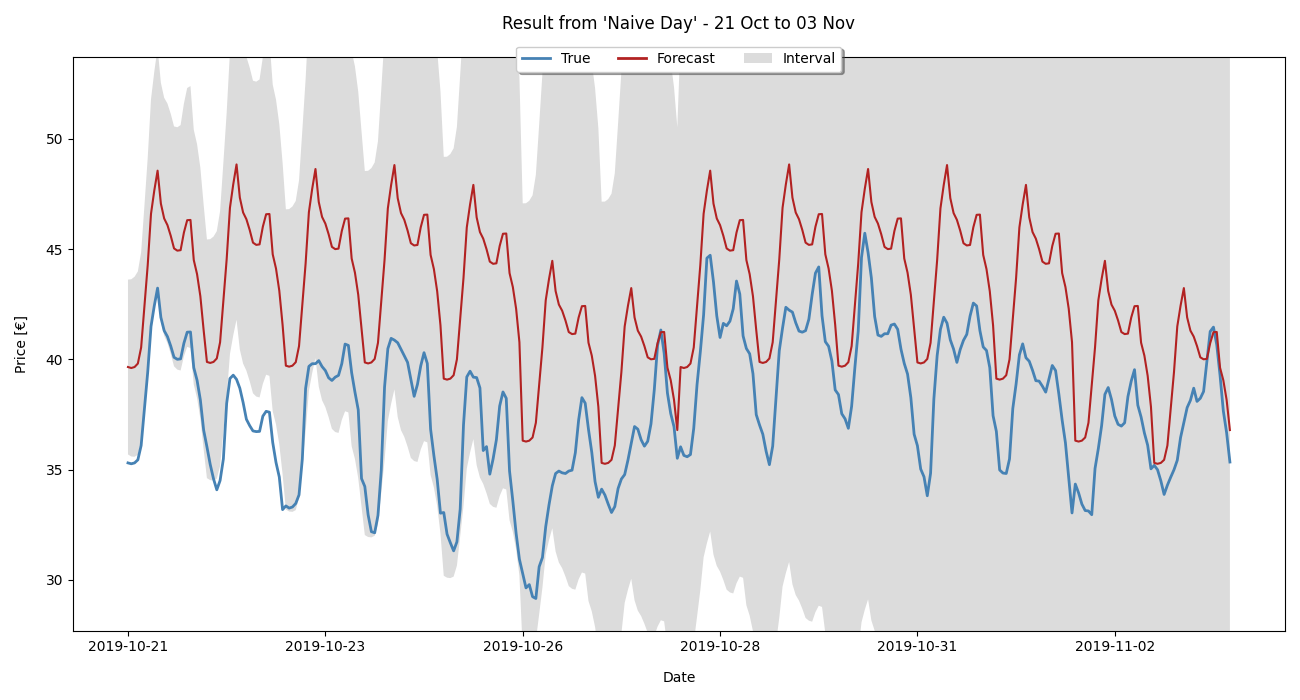 Result from 'Naive Day' - 21 Oct to 03 Nov
True Forecast Interval
Price [€]
50
45
40
35
30
2019-10-21 2019-10-23 2019-10-26 2019-10-28 2019-10-31 2019-11-02
Date